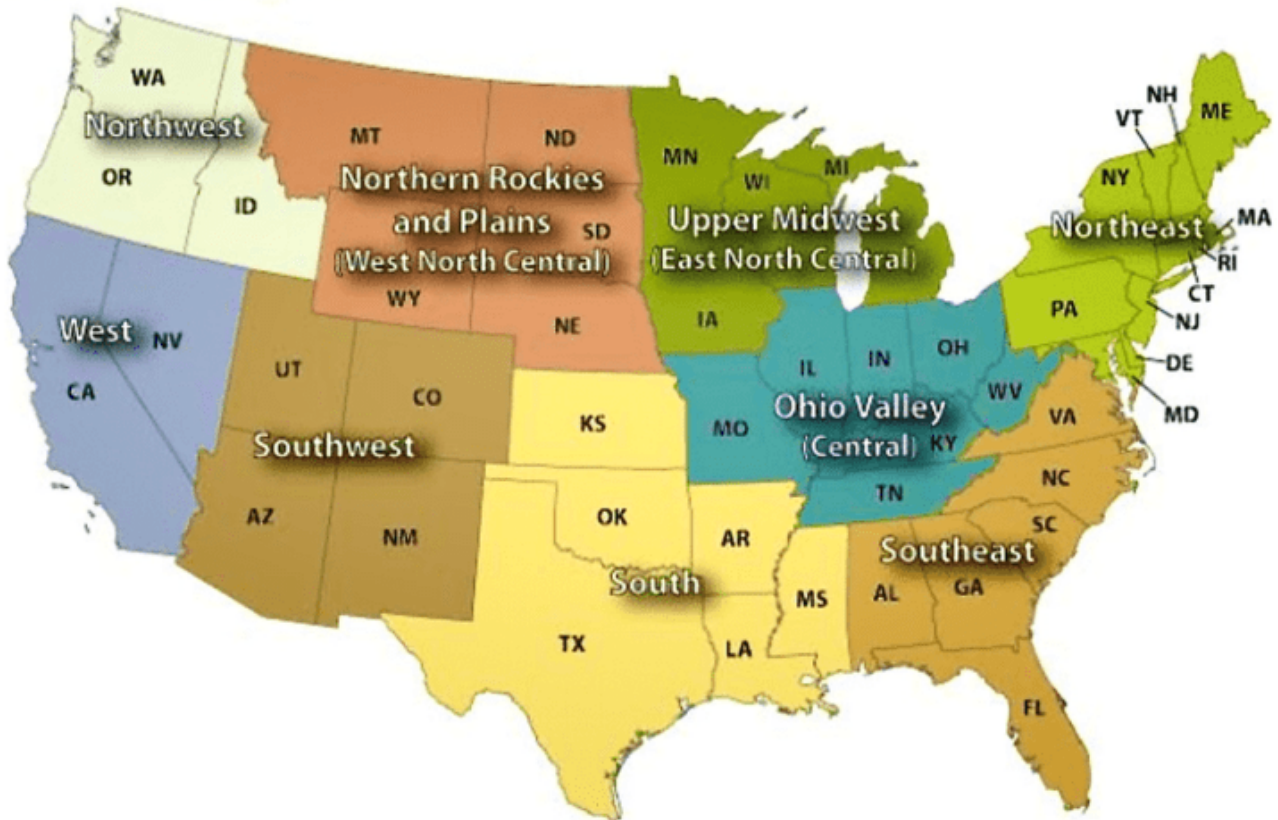 WA
Northwest
OR
ID
MT
ND
Northern Rockies
and Plains
SD
(West North Central)
WY
NE
MN
WI
MI
Upper Midwest
(East North Central)
IA
NH
VT
ME
NY
Northeast
MA
RI
CT
PA
NJ
DE
MD
West
NV
CA
UT
CO
Southwest
AZ
NM
IL
IN
OH
WV
Ohio Valley
MO
(Central)
KY
TN
KS
OK
AR
South
MS
TX
LA
VA
NC
SC
Southeast
AL
GA
FL